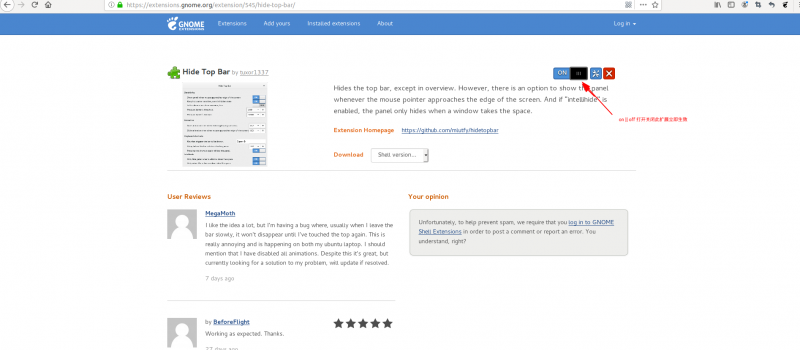 https://extensions.gnome.org/extension/545/hide-top-bar/
80%
GNOME
EXTENSIONS
Extensions
Add yours
Installed extensions
About
Log in
Hide Top Bar by tuxor1337
ON
Hides the top bar, except in overview. However, there is an option to show the panel
whenever the mouse pointer approaches the edge of the screen. And if "intellihide" is
enabled, the panel only hides when a window takes the space.
Extension Homepage https://github.com/mlutfy/hidetopbar
Download Shell version...
User Reviews
MegaMoth
I like the idea a lot, but I'm having a bug where, usually when I leave the
bar slowly, it won't disappear until I've touched the top again. This is
really annoying and is happening on both my ubuntu laptop. I should
mention that I have disabled all animations. Despite this it's great, but
currently looking for a solution to my problem, will update if resolved.
7 days ago
by BeforeFlight
Working as expected. Thanks.
27 days ago
Your opinion
Unfortunately, to help prevent spam, we require that you log in to GNOME
Shell Extensions in order to post a comment or report an error. You
understand, right?